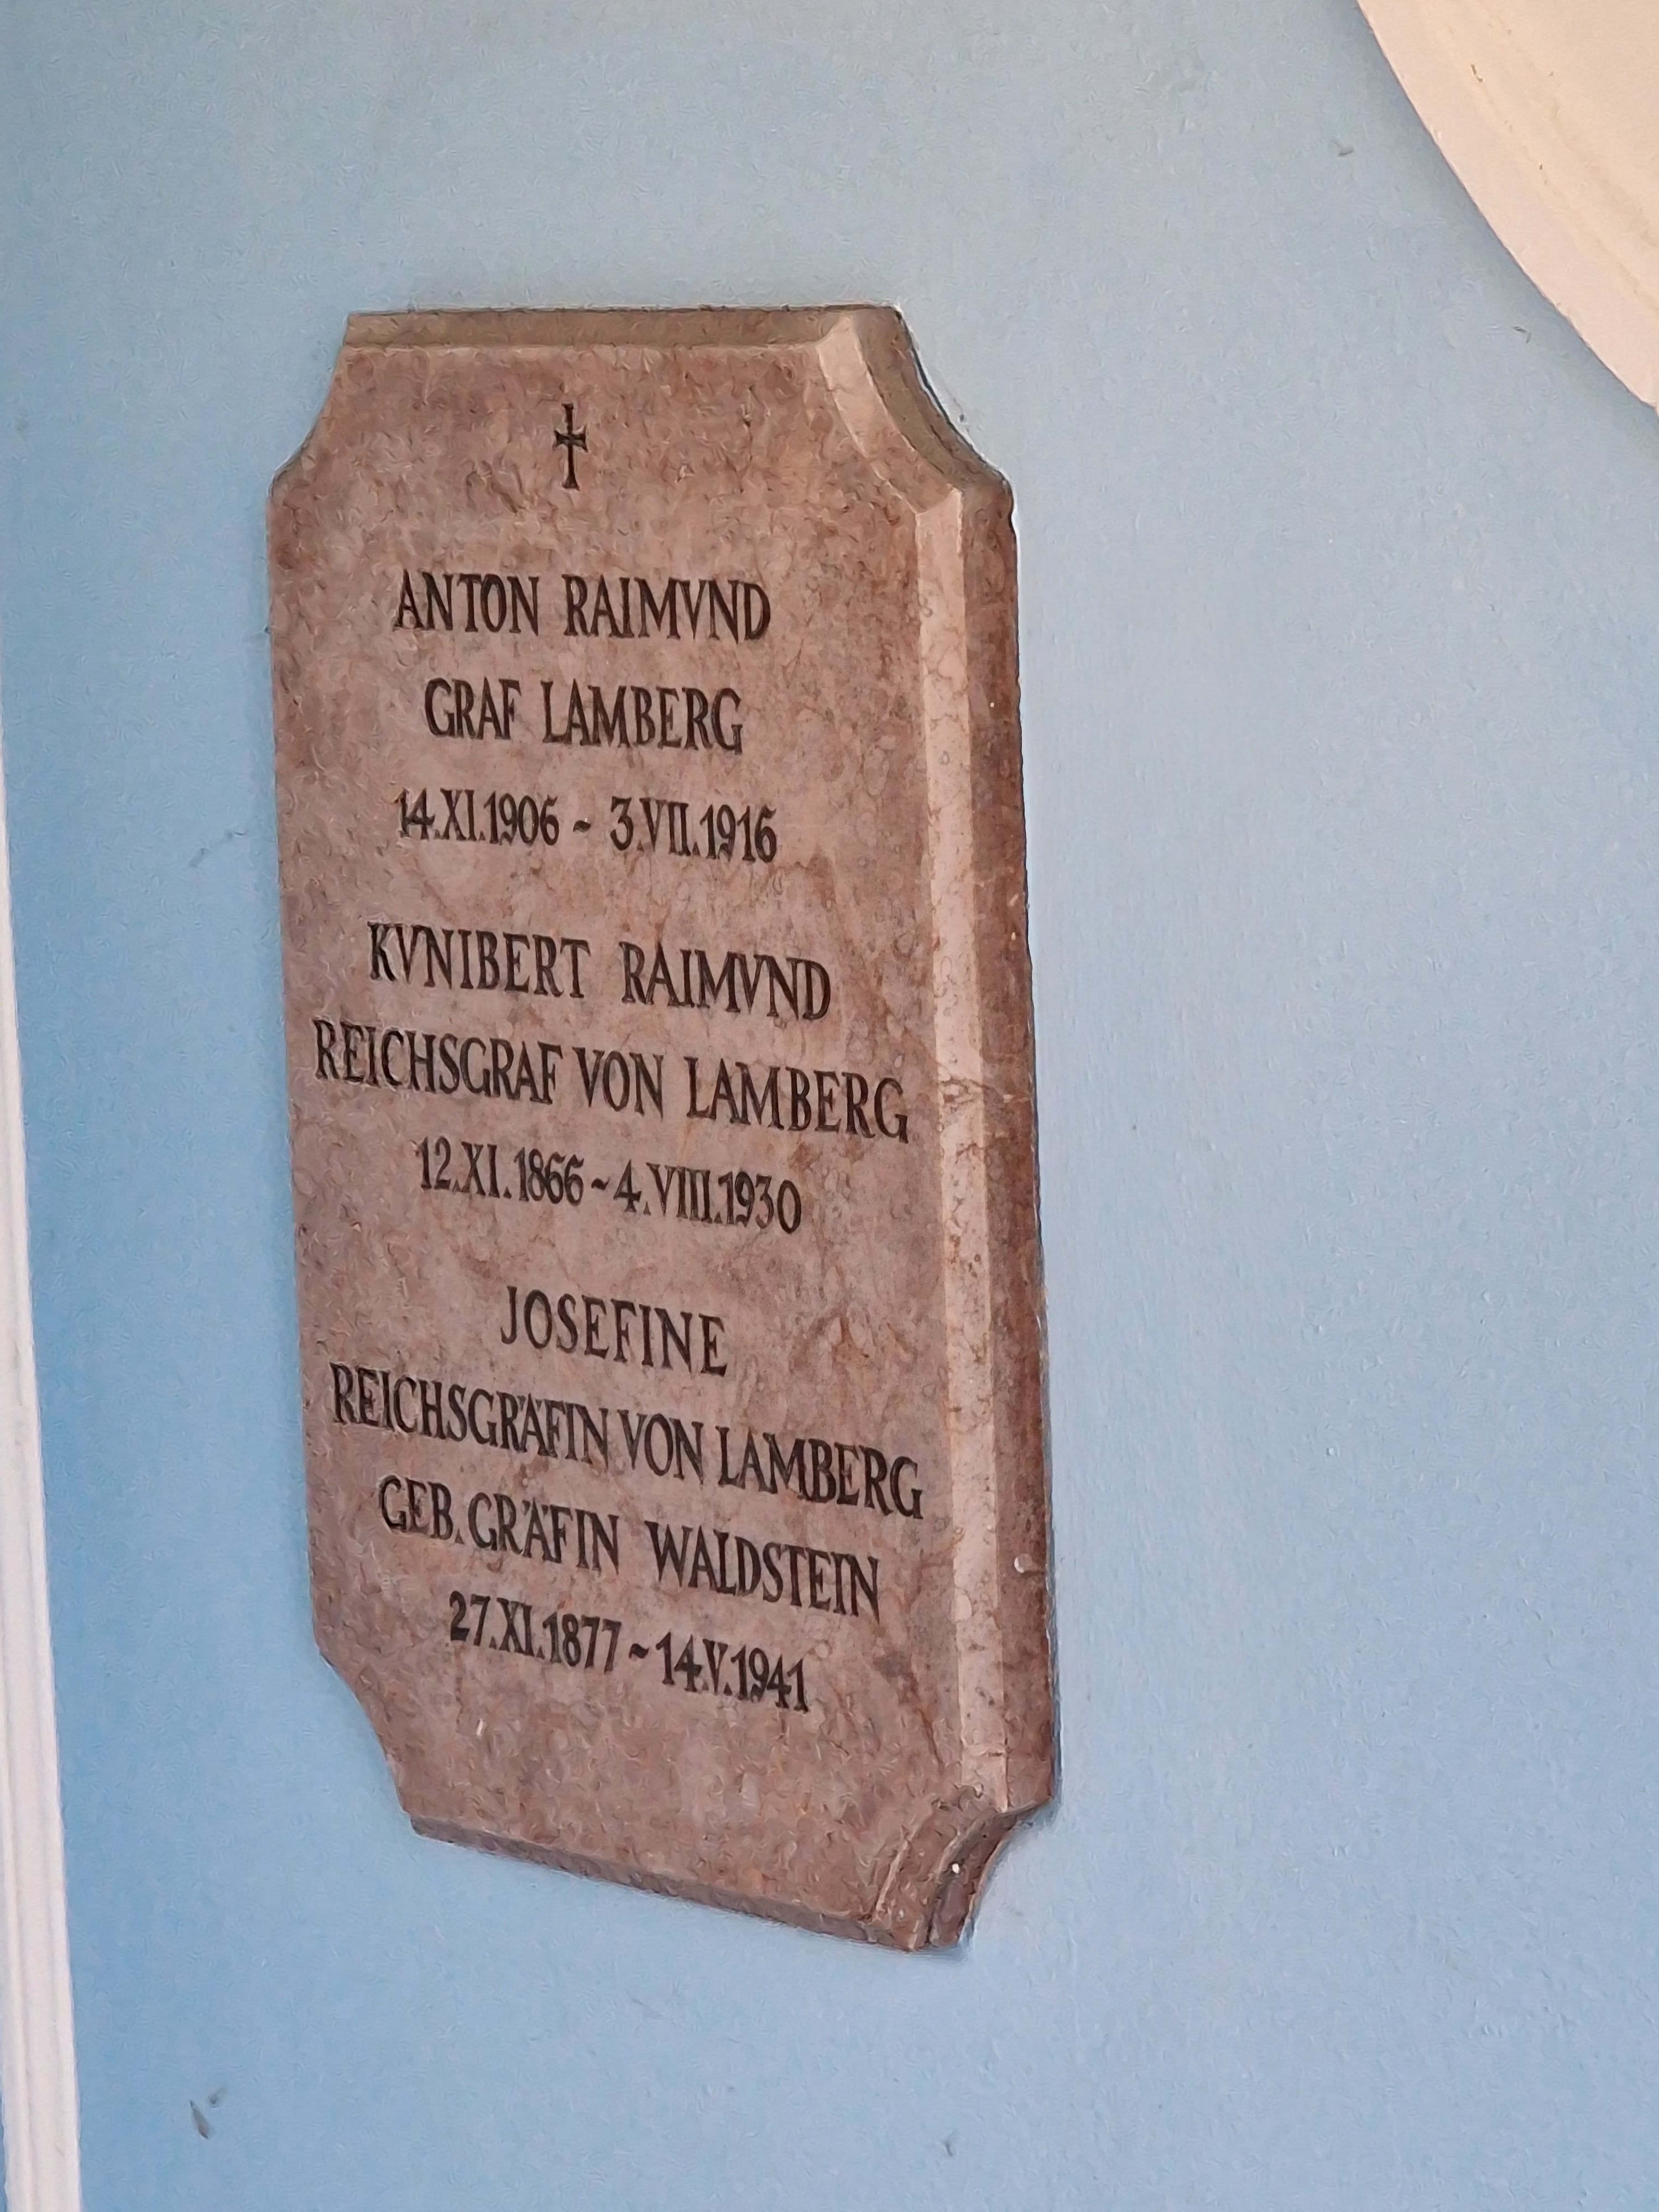 ANTON RAIMVND
GRAF LAMBERG
14.XI.1906 ~ 3.VII.1916
KVNIBERT RAIMVND
REICHSGRAF VON LAMBERG
12.XI.1866 ~ 4.VIII.1930
JOSEFINE
REICHSGRÄFIN VON LAMBERG
GEB. GRÄFIN WALDSTEIN
27.XI.1877 ~ 14.V.1941